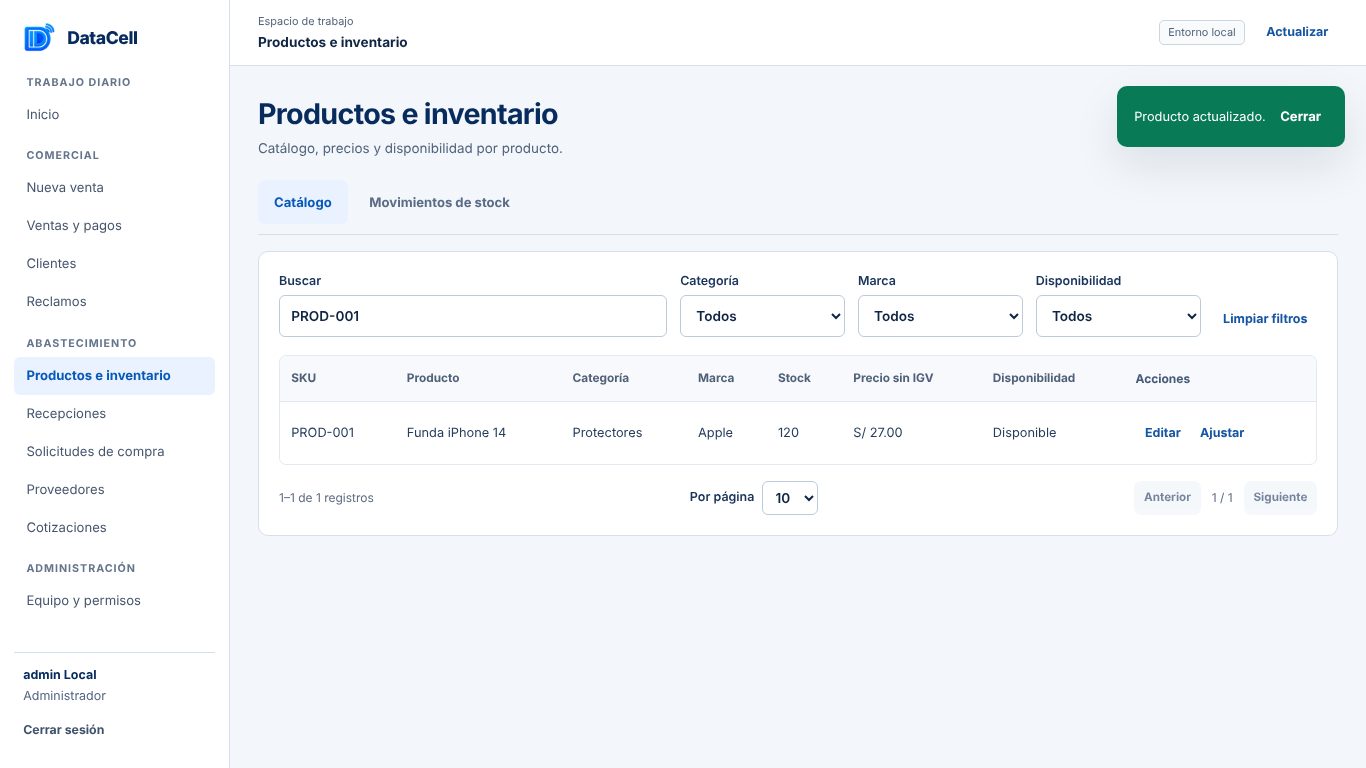 DataCell
TRABAJO DIARIO
Inicio
COMERCIAL
Nueva venta
Ventas y pagos
Clientes
Reclamos
ABASTECIMIENTO
Productos e inventario
Recepciones
Solicitudes de compra
Proveedores
Cotizaciones
ADMINISTRACIÓN
Equipo y permisos
admin Local
Administrador
Cerrar sesión
Espacio de trabajo
Productos e inventario
Entorno local
Actualizar
Productos e inventario
Catálogo, precios y disponibilidad por producto.
Producto actualizado. Cerrar
Catálogo Movimientos de stock
Buscar Categoría Marca Disponibilidad
PROD-001 Todos Todos Todos Limpiar filtros
SKU Producto Categoría Marca Stock Precio sin IGV Disponibilidad Acciones
PROD-001 Funda iPhone 14 Protectores Apple 120 S/ 27.00 Disponible Editar Ajustar
1–1 de 1 registros Por página 10 Anterior 1 / 1 Siguiente